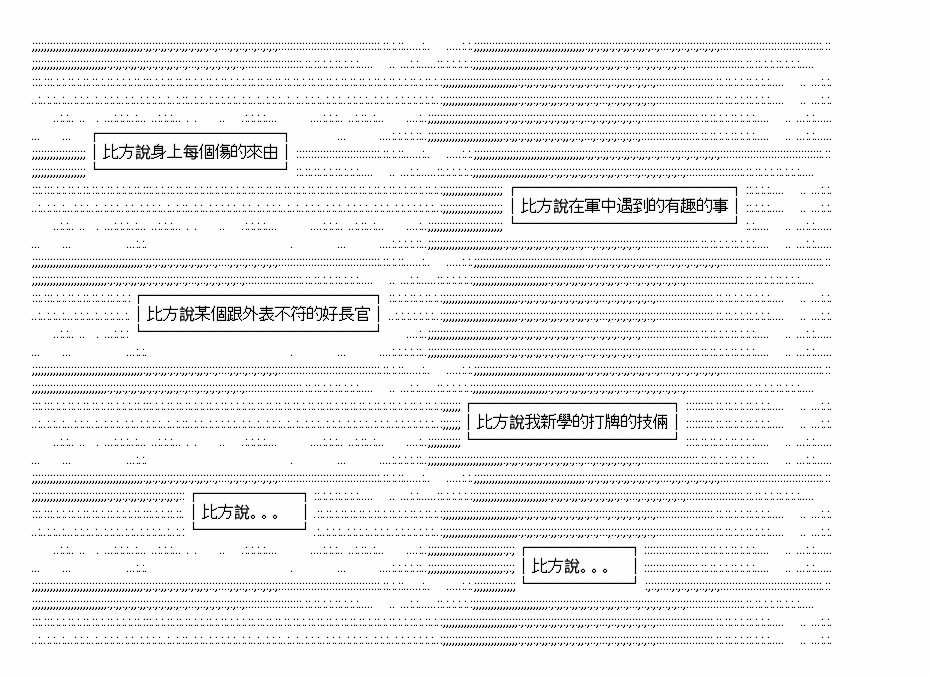 比方說身上每個傷的來由
比方說在軍中遇到的有趣的事
比方說某個跟外表不符的好長官
比方說我新學的打牌的技倆
比方說。。。
比方說。。。